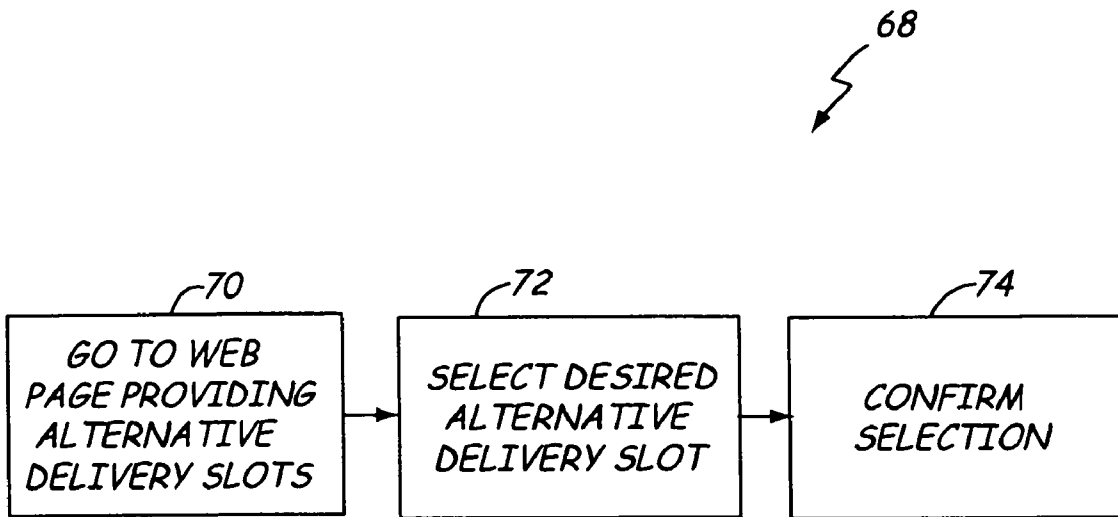 68
70
GO TO WEB
PAGE PROVIDING
ALTERNATIVE
DELIVERY SLOTS
72
SELECT DESIRED
ALTERNATIVE
DELIVERY SLOT
74
CONFIRM
SELECTION